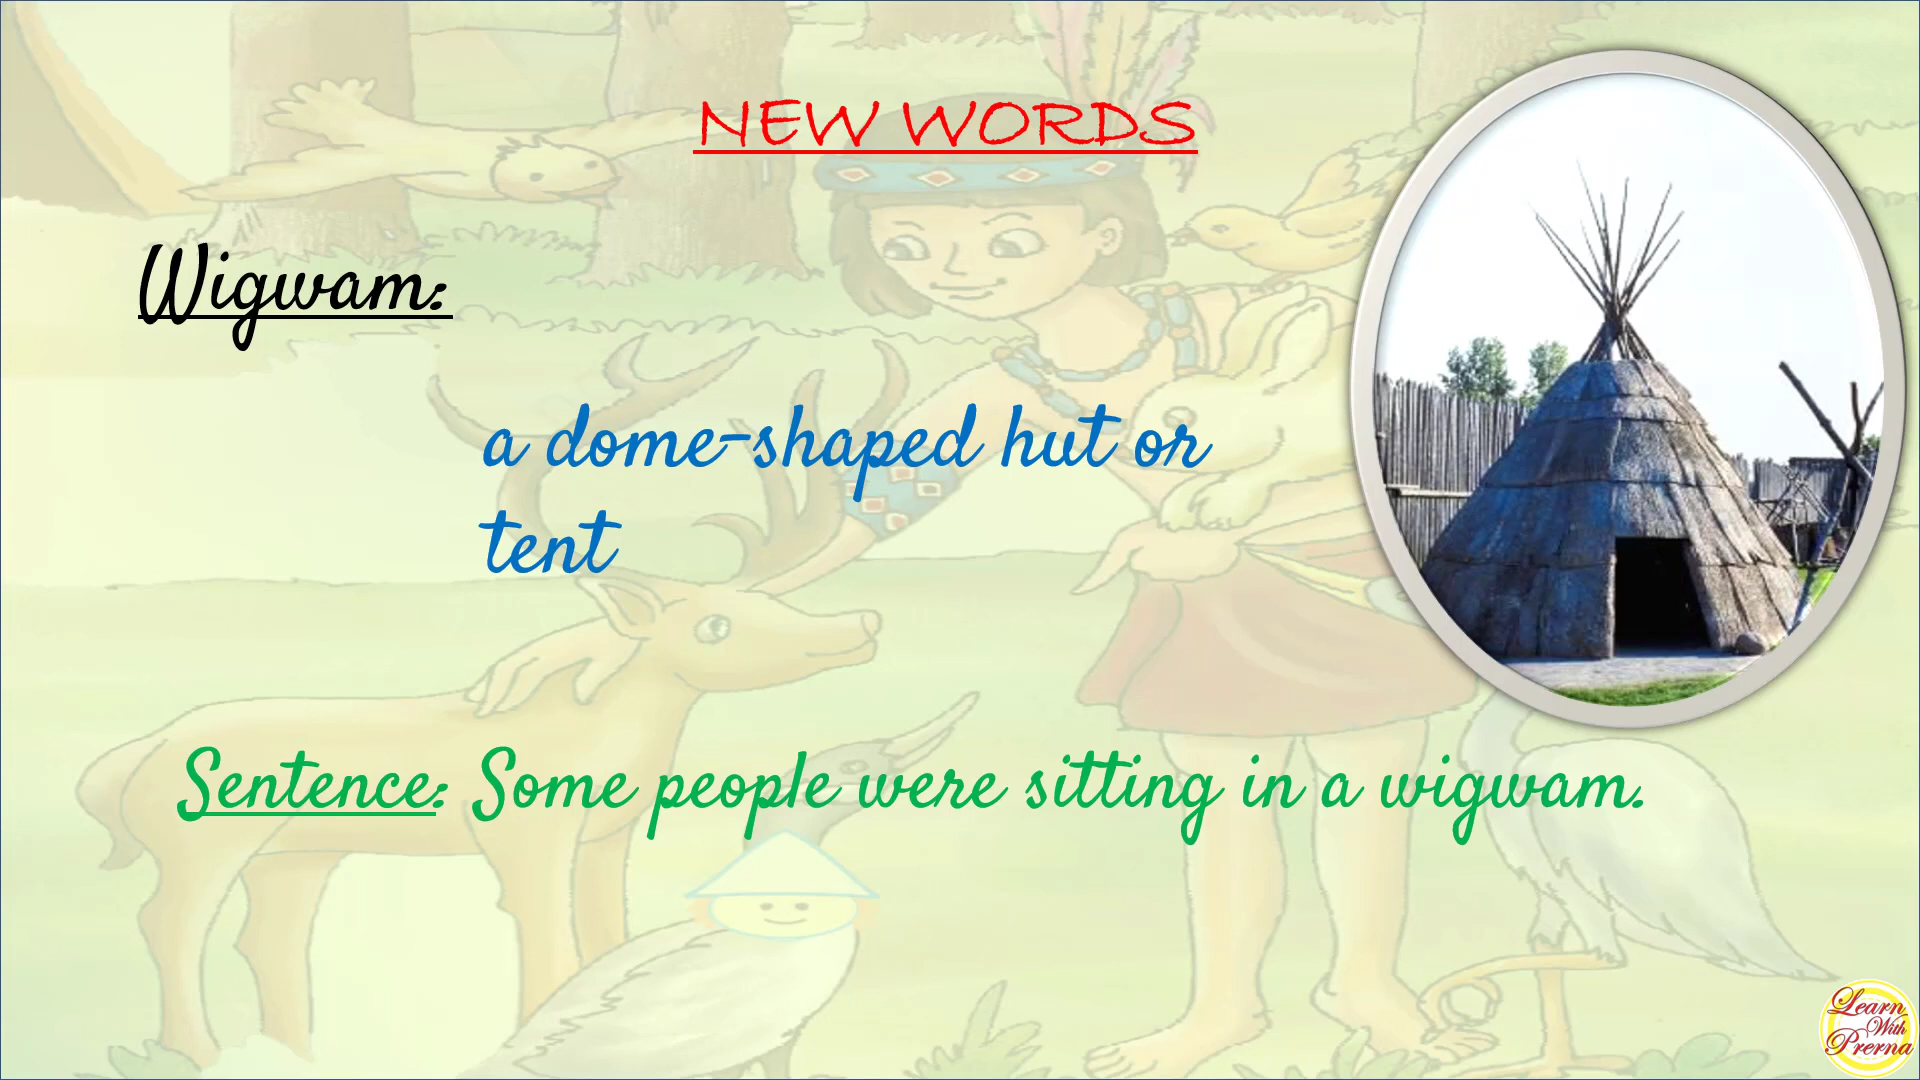 NEW WORDS
Wigwam:
a dome-shaped hut or
tent
Sentence: Some people were sitting in a wigwam.
Learn
With
Prerna